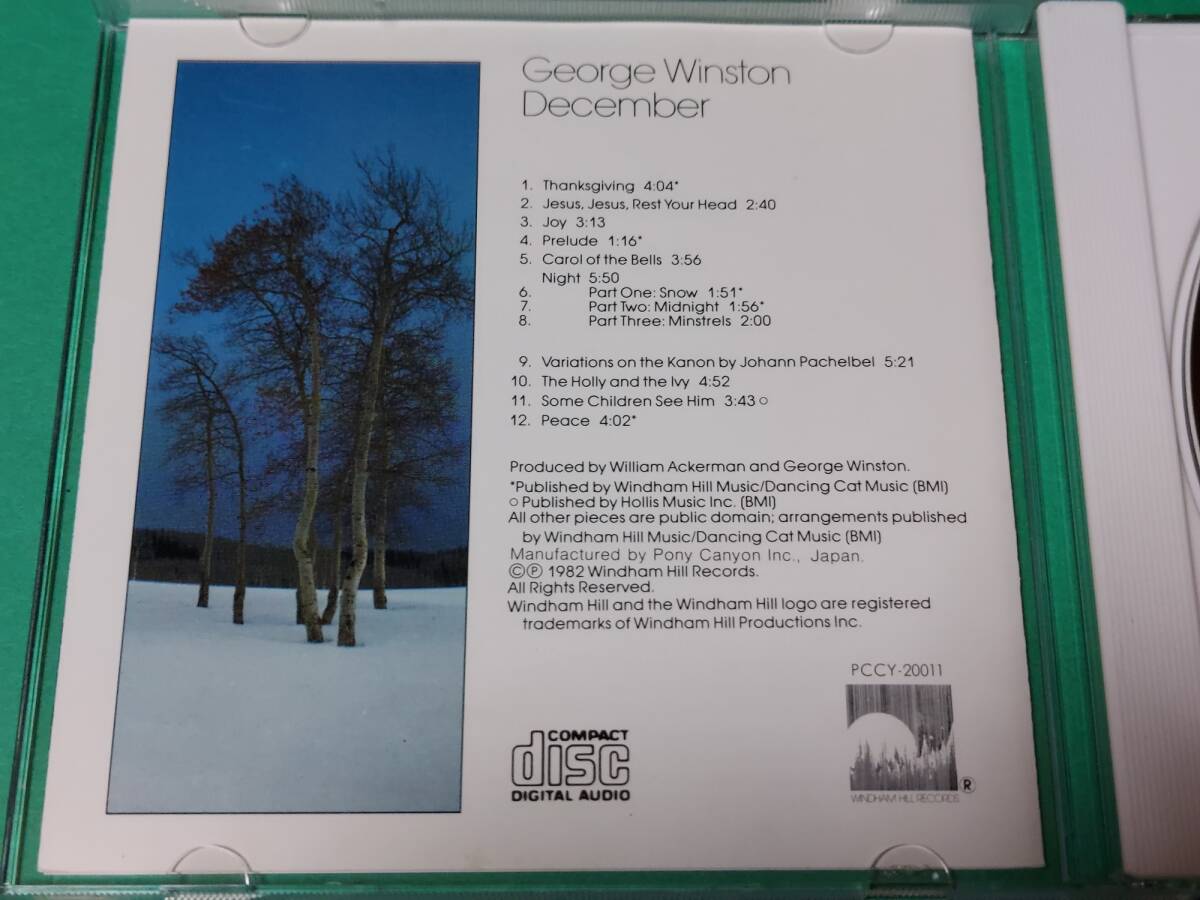 George Winston
December
1. Thanksgiving 4:04*
2. Jesus, Jesus, Rest Your Head 2:40
3. Joy 3:13
4. Prelude 1:16*
5. Carol of the Bells 3:56
Night 5:50
6. Part One: Snow 1:51*
7. Part Two: Midnight 1:56*
8. Part Three: Minstrels 2:00
9. Variations on the Kanon by Johann Pachelbel 5:21
10. The Holly and the Ivy 4:52
11. Some Children See Him 3:43 ○
12. Peace 4:02*
Produced by William Ackerman and George Winston.
*Published by Windham Hill Music/Dancing Cat Music (BMI)
○ Published by Hollis Music Inc. (BMI)
All other pieces are public domain; arrangements published
by Windham Hill Music/Dancing Cat Music (BMI)
Manufactured by Pony Canyon Inc., Japan.
©℗ 1982 Windham Hill Records.
All Rights Reserved.
Windham Hill and the Windham Hill logo are registered
trademarks of Windham Hill Productions Inc.
PCCY-20011
COMPACT
disc
DIGITAL AUDIO
WINDHAM HILL RECORDS ®